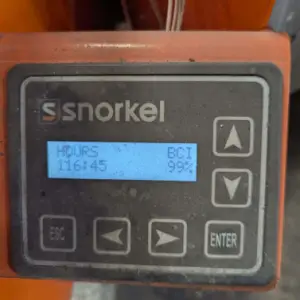 snorkel
HOURS BCI
116:45 99%
ESC
ENTER